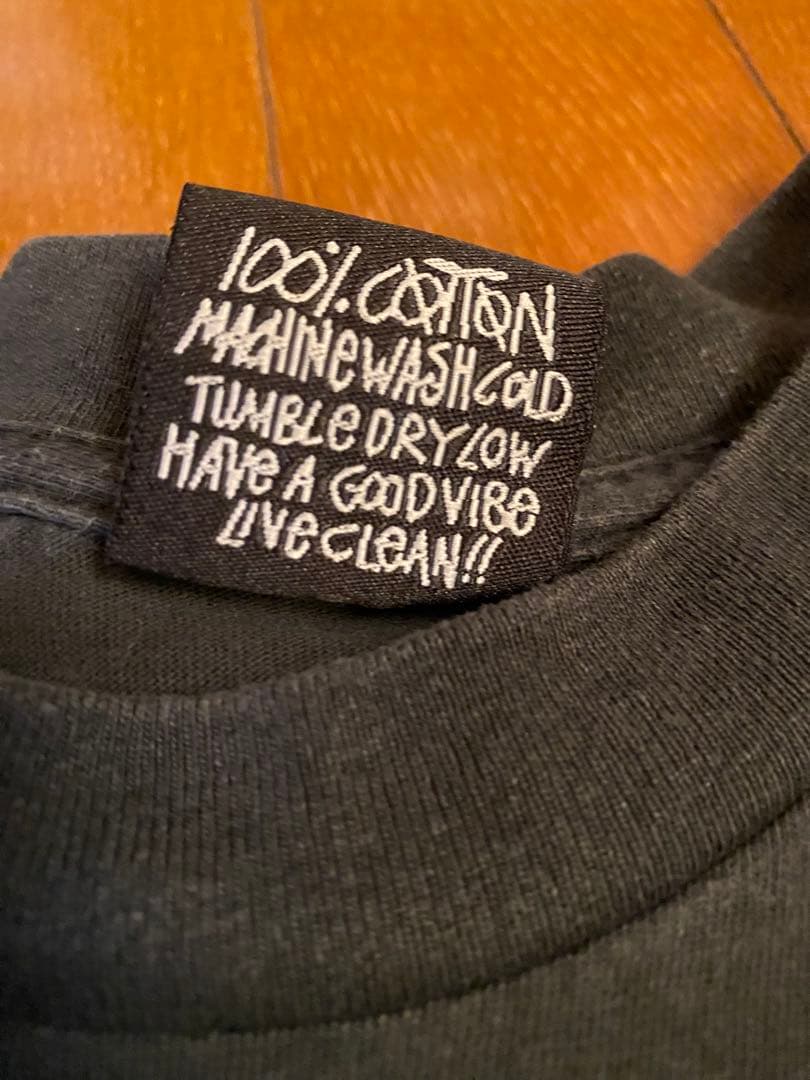 100% COTTON
MACHINE WASH COLD
TUMBLE DRY LOW
HAVE A GOOD VIBE
LIVE CLEAN!!